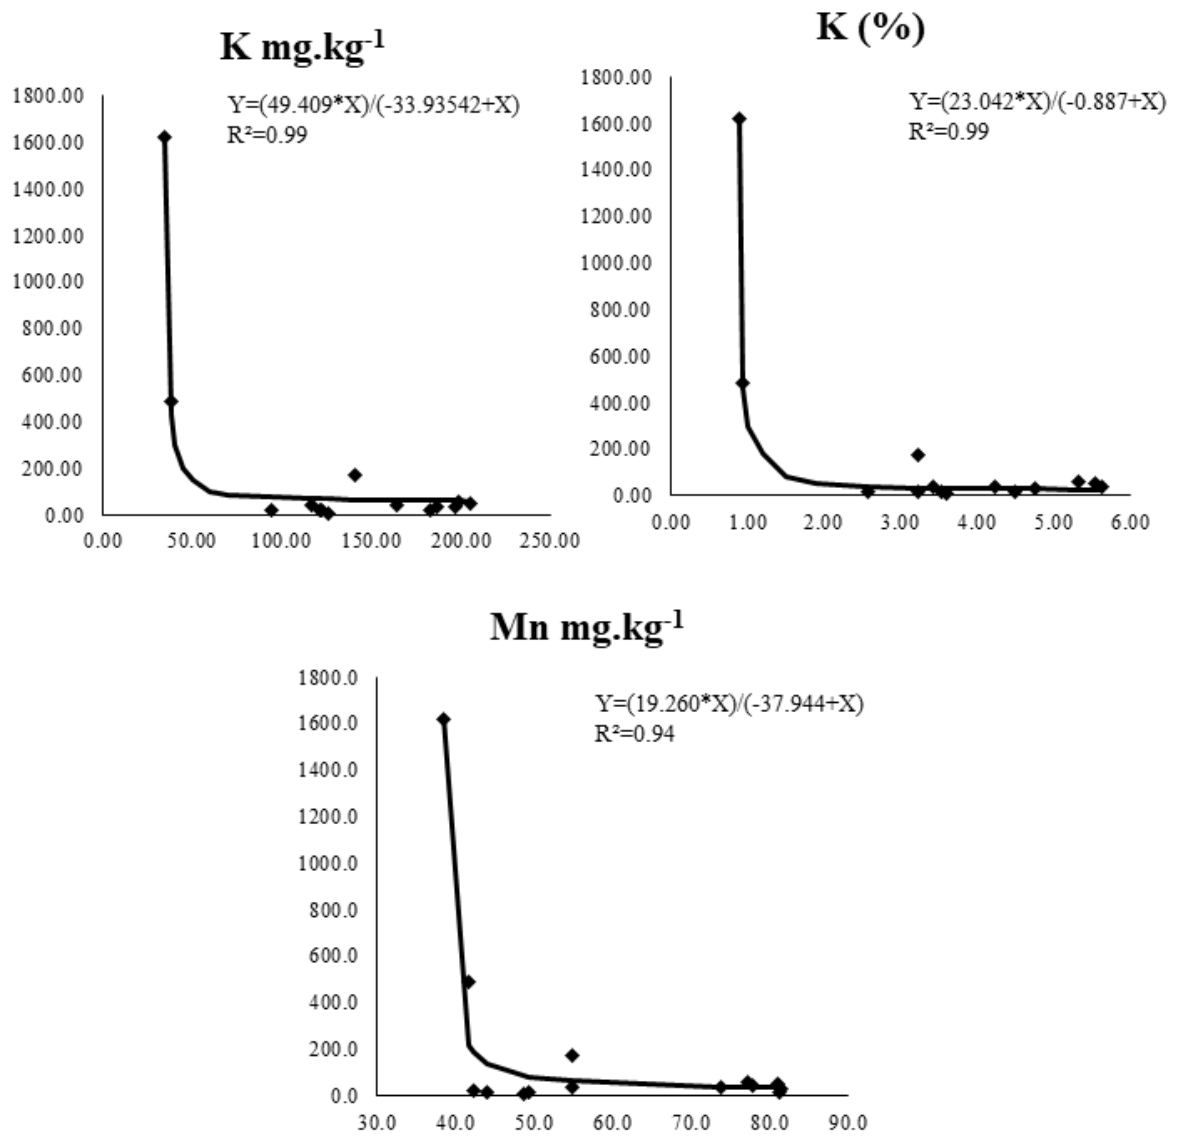 K mg.kg⁻¹
Y=(49.409*X)/(-33.93542+X)
R²=0.99
1800.00
1600.00
1400.00
1200.00
1000.00
800.00
600.00
400.00
200.00
0.00
0.00 50.00 100.00 150.00 200.00 250.00
K (%)
Y=(23.042*X)/(-0.887+X)
R²=0.99
1800.00
1600.00
1400.00
1200.00
1000.00
800.00
600.00
400.00
200.00
0.00
0.00 1.00 2.00 3.00 4.00 5.00 6.00
Mn mg.kg⁻¹
Y=(19.260*X)/(-37.944+X)
R²=0.94
1800.0
1600.0
1400.0
1200.0
1000.0
800.0
600.0
400.0
200.0
0.0
30.0 40.0 50.0 60.0 70.0 80.0 90.0